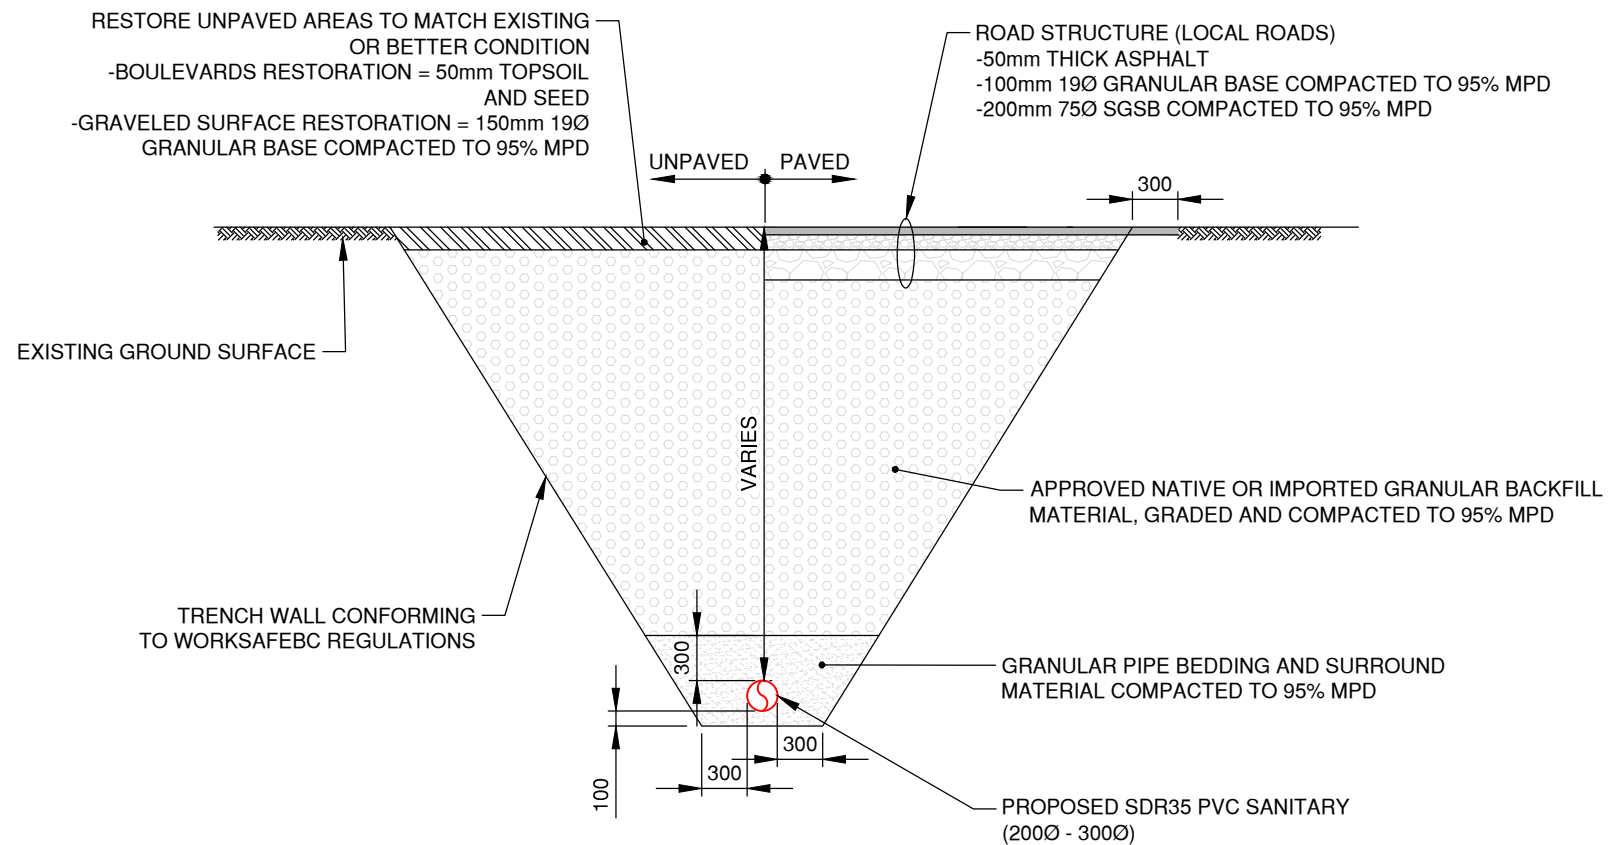 RESTORE UNPAVED AREAS TO MATCH EXISTING
OR BETTER CONDITION
-BOULEVARDS RESTORATION = 50mm TOPSOIL
AND SEED
-GRAVELED SURFACE RESTORATION = 150mm 19Ø
GRANULAR BASE COMPACTED TO 95% MPD
ROAD STRUCTURE (LOCAL ROADS)
-50mm THICK ASPHALT
-100mm 19Ø GRANULAR BASE COMPACTED TO 95% MPD
-200mm 75Ø SGSB COMPACTED TO 95% MPD
UNPAVED
PAVED
300
EXISTING GROUND SURFACE
VARIES
APPROVED NATIVE OR IMPORTED GRANULAR BACKFILL
MATERIAL, GRADED AND COMPACTED TO 95% MPD
TRENCH WALL CONFORMING
TO WORKSAFEBC REGULATIONS
300
GRANULAR PIPE BEDDING AND SURROUND
MATERIAL COMPACTED TO 95% MPD
300
300
100
PROPOSED SDR35 PVC SANITARY
(200Ø - 300Ø)